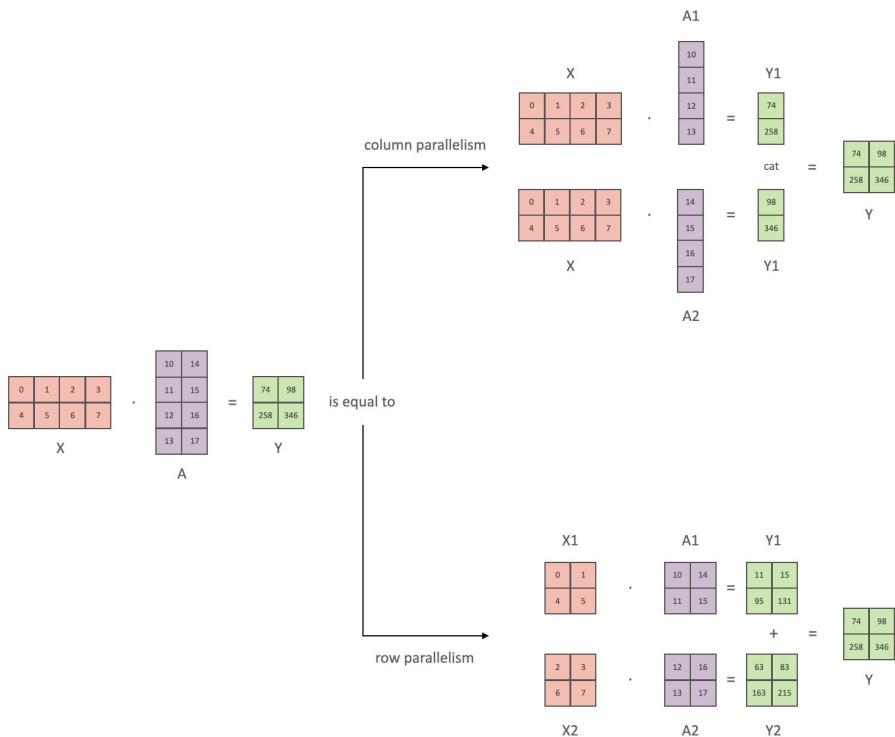 A1
10
X
11
Y1
0 1 2 3
12
74
4 5 6 7
·
13
=
258
column parallelism
cat
=
74 98
258 346
Y
0 1 2 3
14
98
4 5 6 7
·
15
=
346
X
16
Y1
17
A2
10 14
0 1 2 3
11 15
74 98
4 5 6 7
·
12 16
=
258 346
is equal to
X
13 17
Y
A
X1
A1
Y1
0 1
10 14
11 15
4 5
·
11 15
=
95 131
row parallelism
+
=
74 98
258 346
Y
2 3
12 16
63 83
6 7
·
13 17
=
163 215
X2
A2
Y2